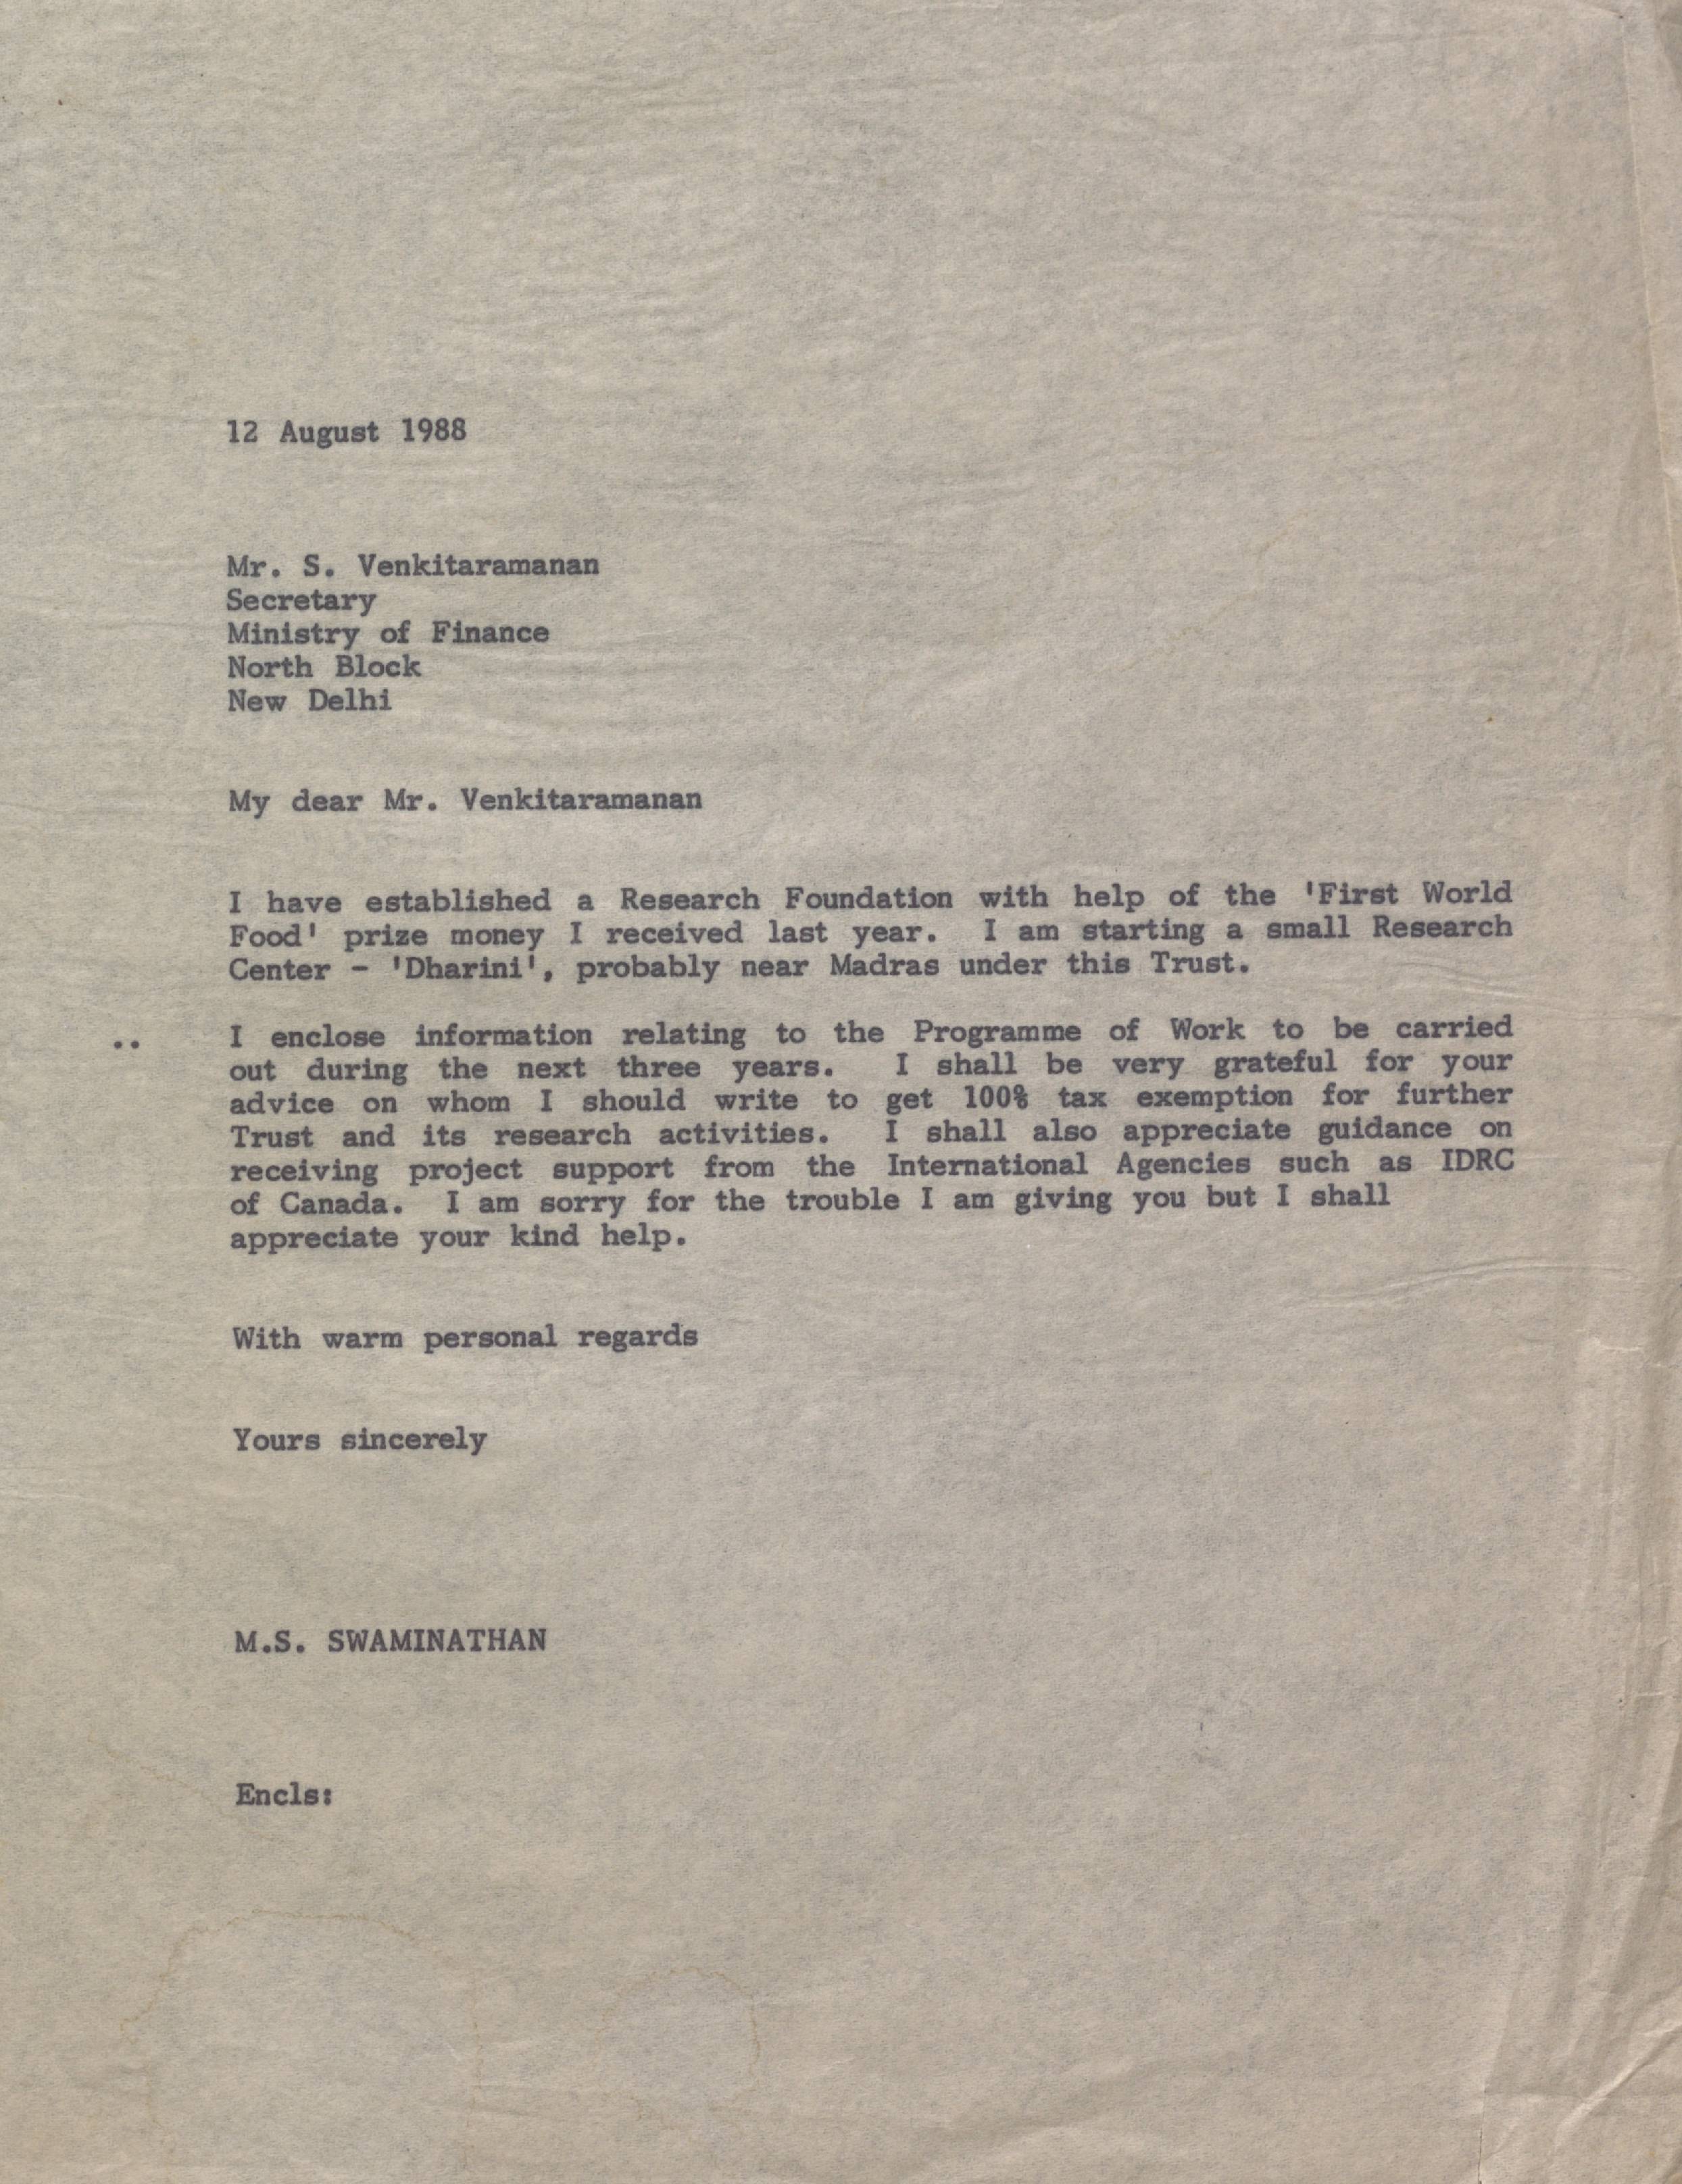 12 August 1988
Mr. S. Venkitaramanan
Secretary
Ministry of Finance
North Block
New Delhi
My dear Mr. Venkitaramanan
I have established a Research Foundation with help of the 'First World
Food' prize money I received last year. I am starting a small Research
Center - 'Dharini', probably near Madras under this Trust.
.. I enclose information relating to the Programme of Work to be carried
out during the next three years. I shall be very grateful for your
advice on whom I should write to get 100% tax exemption for further
Trust and its research activities. I shall also appreciate guidance on
receiving project support from the International Agencies such as IDRC
of Canada. I am sorry for the trouble I am giving you but I shall
appreciate your kind help.
With warm personal regards
Yours sincerely
M.S. SWAMINATHAN
Encls: